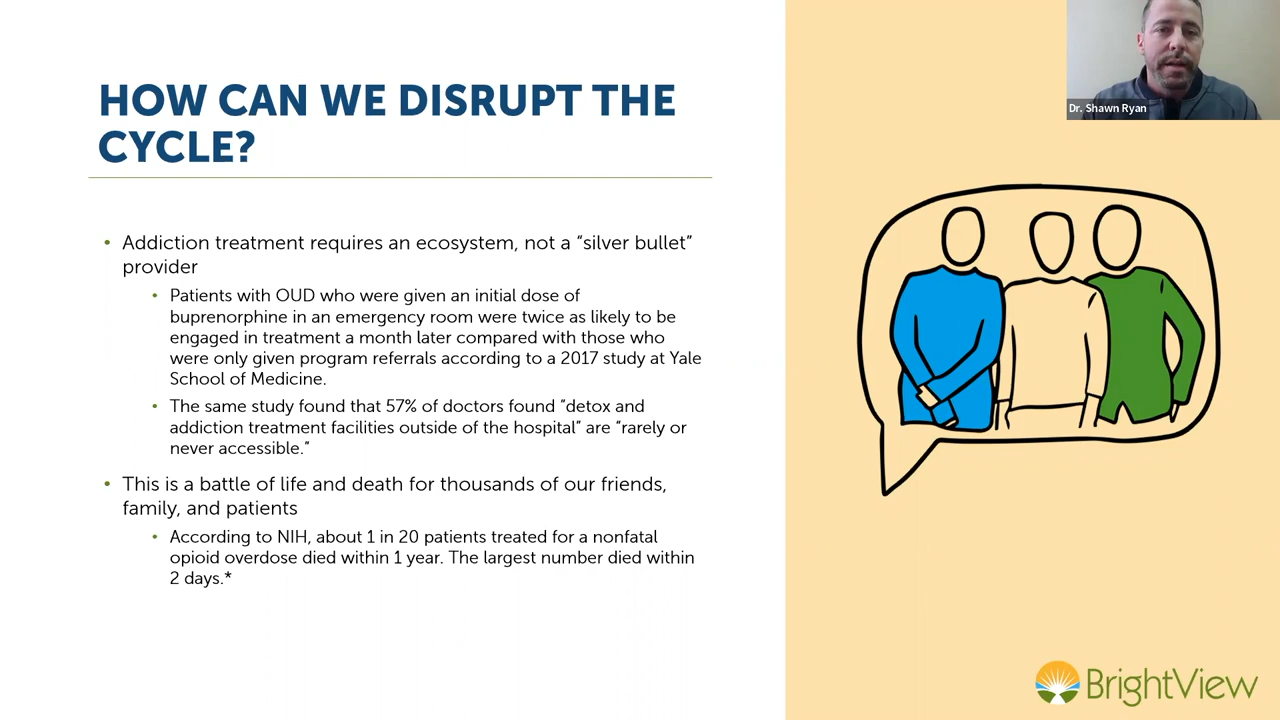 HOW CAN WE DISRUPT THE
CYCLE?
• Addiction treatment requires an ecosystem, not a “silver bullet”
provider
• Patients with OUD who were given an initial dose of
buprenorphine in an emergency room were twice as likely to be
engaged in treatment a month later compared with those who
were only given program referrals according to a 2017 study at Yale
School of Medicine.
• The same study found that 57% of doctors found “detox and
addiction treatment facilities outside of the hospital” are “rarely or
never accessible.”
• This is a battle of life and death for thousands of our friends,
family, and patients
• According to NIH, about 1 in 20 patients treated for a nonfatal
opioid overdose died within 1 year. The largest number died within
2 days.*
Dr. Shawn Ryan
BrightView